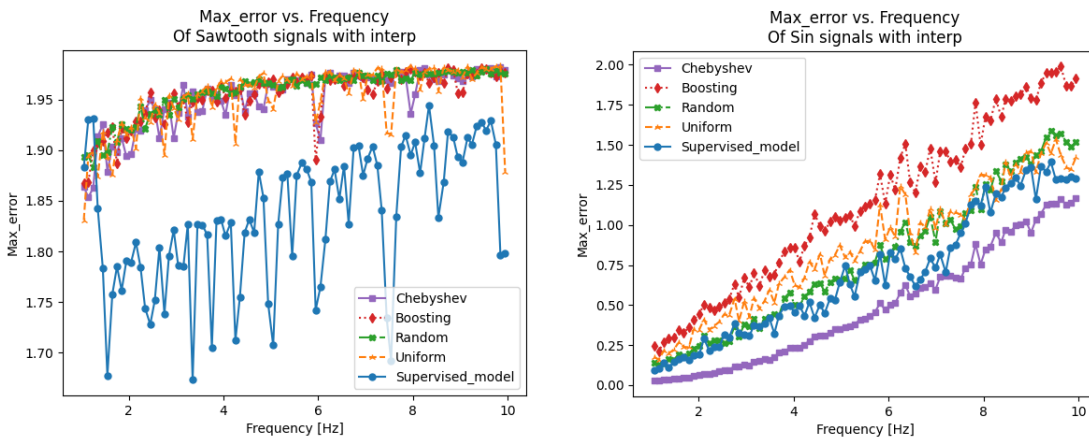 Max_error vs. Frequency
Of Sawtooth signals with interp
Max_error
1.95
1.90
1.85
1.80
1.75
1.70
2
4
6
8
10
Frequency [Hz]
Chebyshev
Boosting
Random
Uniform
Supervised_model
Max_error vs. Frequency
Of Sin signals with interp
Max_error
2.00
1.75
1.50
1.25
1.00
0.75
0.50
0.25
0.00
2
4
6
8
10
Frequency [Hz]
Chebyshev
Boosting
Random
Uniform
Supervised_model